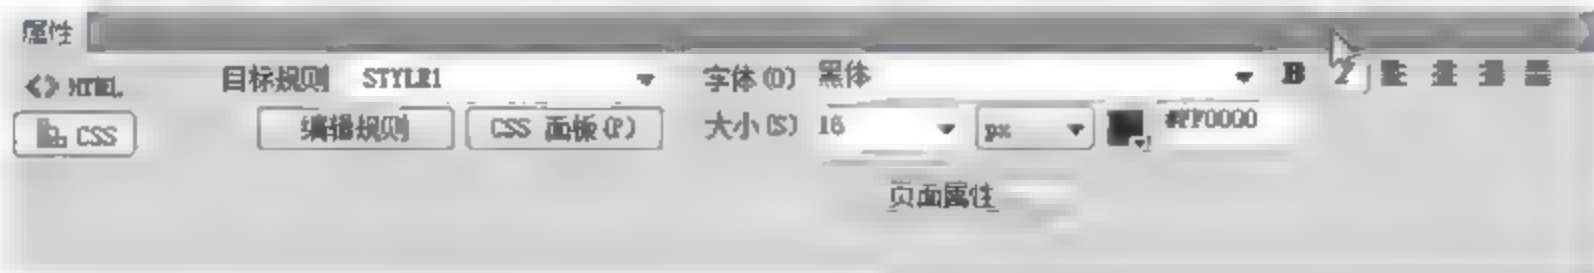 属性
<> HTML 目标规则 STYLE1 字体(O) 黑体 B I
CSS 编辑规则 CSS 面板(P) 大小(S) 16 px #FF0000
页面属性